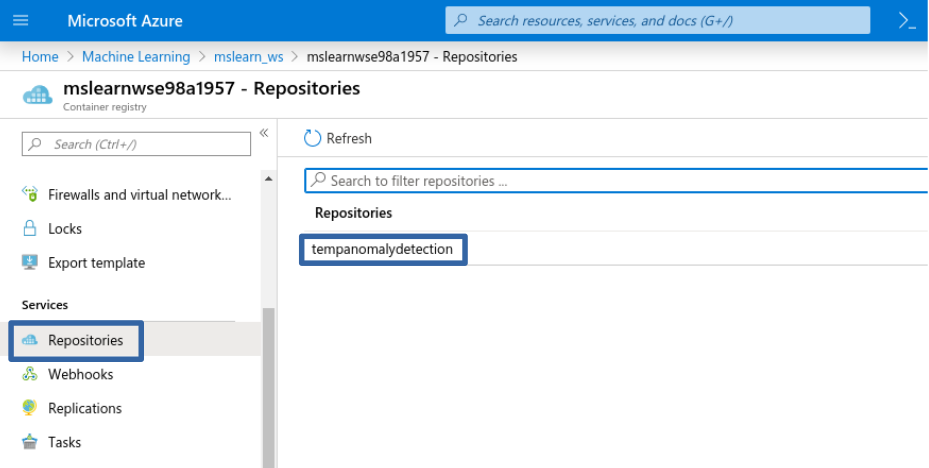 Microsoft Azure
Search resources, services, and docs (G+/)
Home > Machine Learning > mslearn_ws > mslearnwse98a1957 - Repositories
mslearnwse98a1957 - Repositories
Container registry
Search (Ctrl+/)
«
Firewalls and virtual network...
Locks
Export template
Services
Repositories
Webhooks
Replications
Tasks
Refresh
Search to filter repositories ...
Repositories
tempanomalydetection